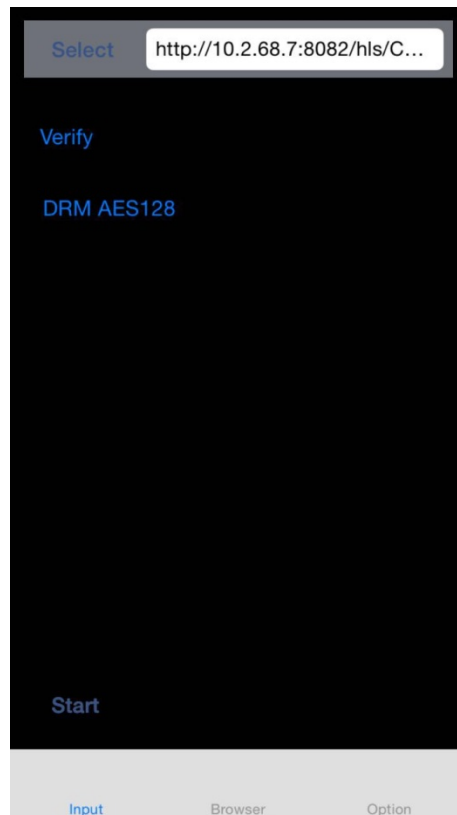 Select http://10.2.68.7:8082/hls/C...
Verify
DRM AES128
Start
Input Browser Option